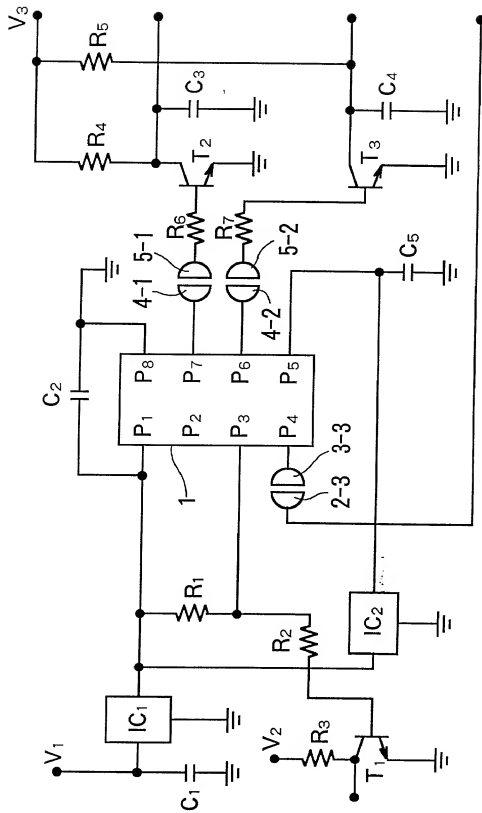 V3
R5
R4
C3
C4
T2
T3
R6
R7
5-1
5-2
4-1
4-2
C5
C2
P1
P2
P3
P4
P8
P7
P6
P5
1
3-3
2-3
R1
R2
IC2
IC1
V1
C1
V2
R3
T1